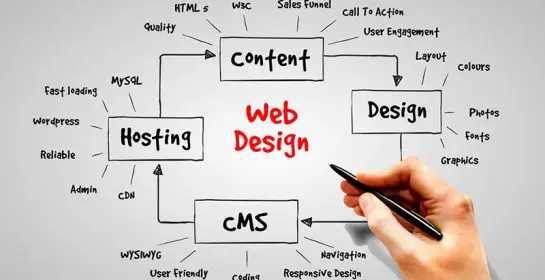 HTML 5
W3C
Sales Funnel
Call To Action
Quality
User Engagement
Content
Layout
Colours
MySQL
Fast loading
Web
Design
Design
Photos
Wordpress
Hosting
Fonts
Reliable
Graphics
Admin
CDN
CMS
WYSIWYG
Navigation
User Friendly
Coding
Responsive Design